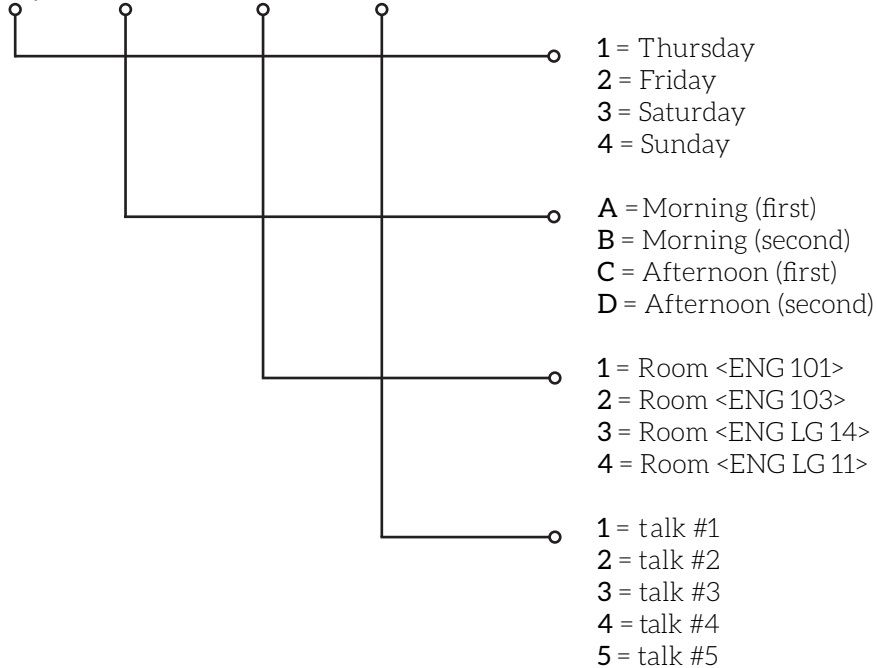 1 = Thursday
2 = Friday
3 = Saturday
4 = Sunday
A = Morning (first)
B = Morning (second)
C = Afternoon (first)
D = Afternoon (second)
1 = Room <ENG 101>
2 = Room <ENG 103>
3 = Room <ENG LG 14>
4 = Room <ENG LG 11>
1 = talk #1
2 = talk #2
3 = talk #3
4 = talk #4
5 = talk #5